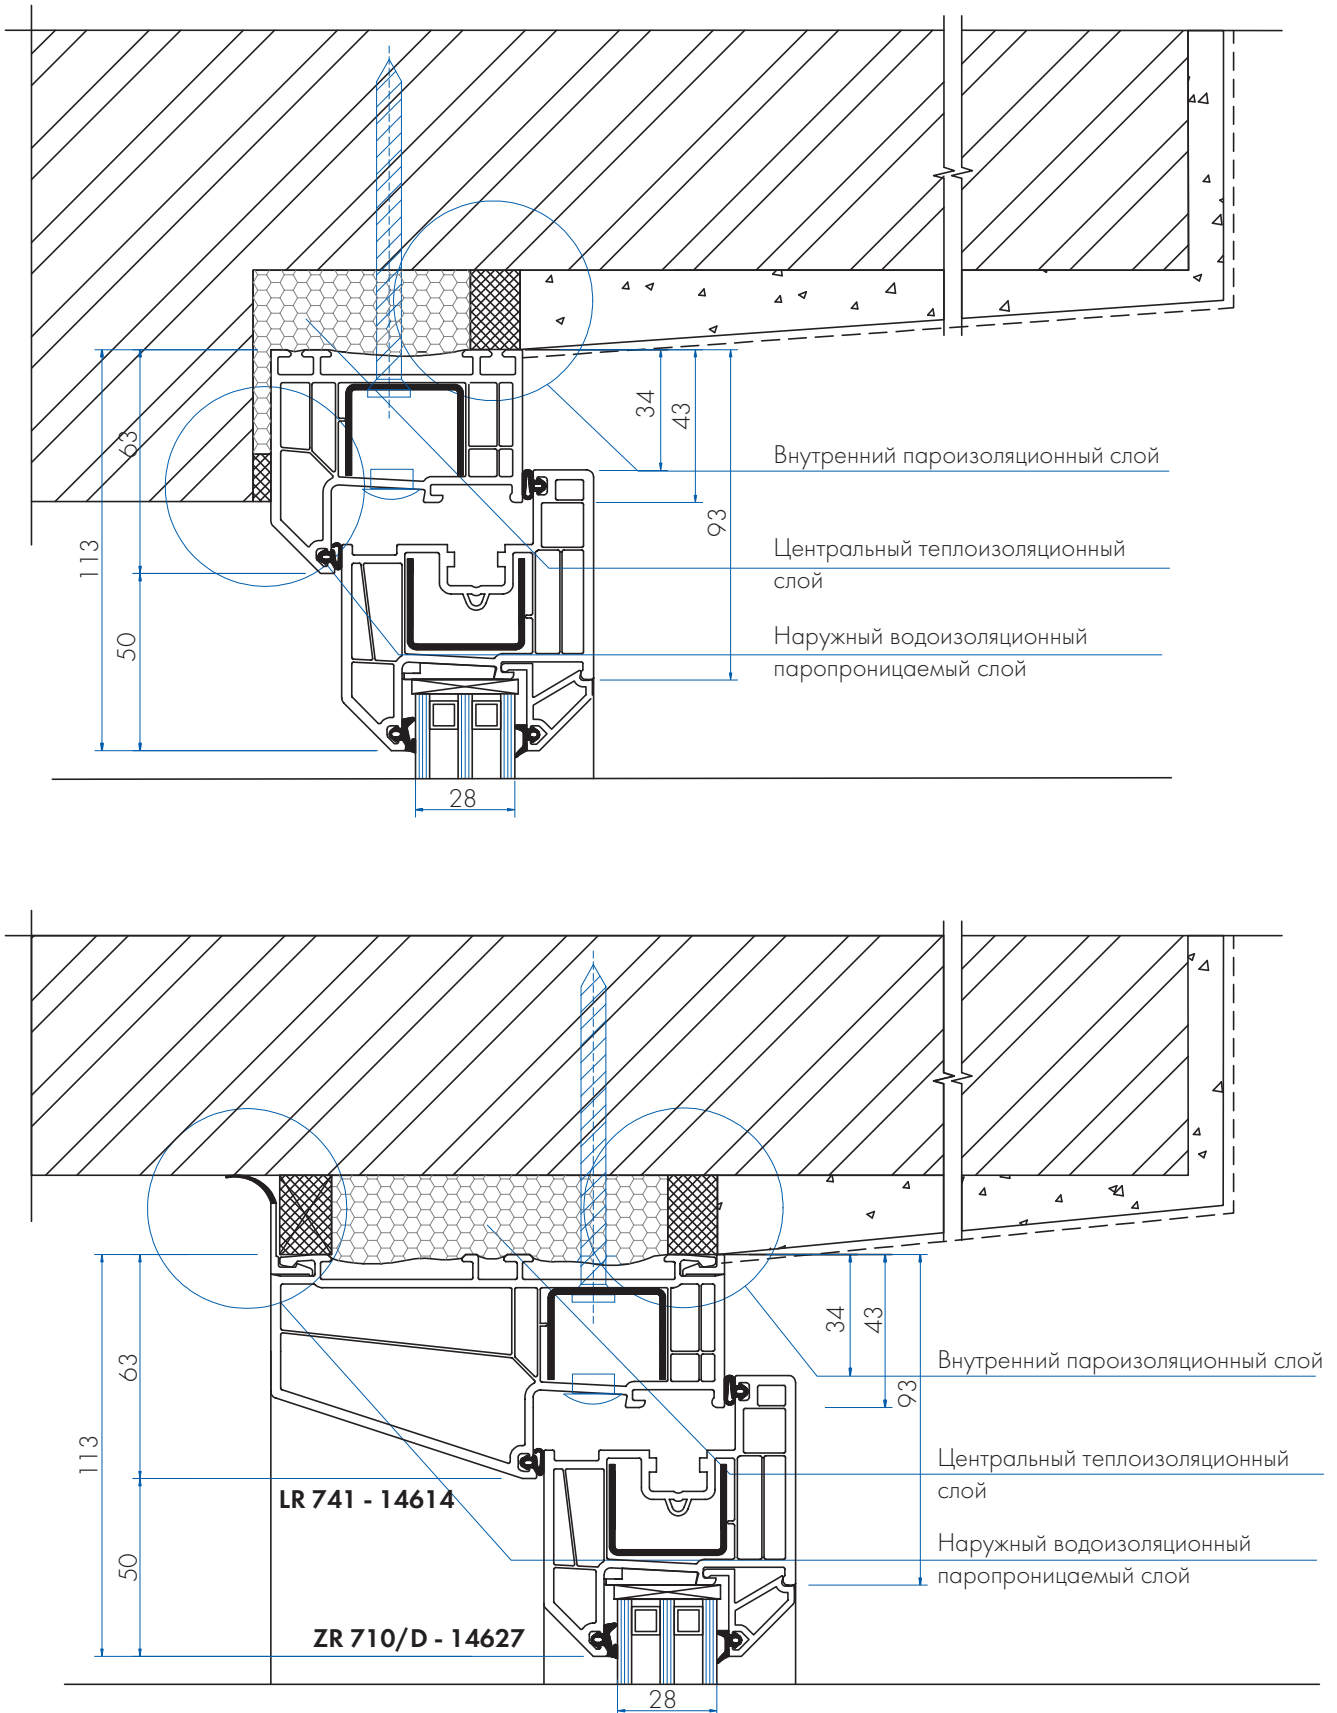 63
113
50
34
43
93
Внутренний пароизоляционный слой
Центральный теплоизоляционный
слой
Наружный водоизоляционный
паропроницаемый слой
28
63
113
50
34
43
93
Внутренний пароизоляционный слой
Центральный теплоизоляционный
слой
Наружный водоизоляционный
паропроницаемый слой
LR 741 - 14614
ZR 710/D - 14627
28